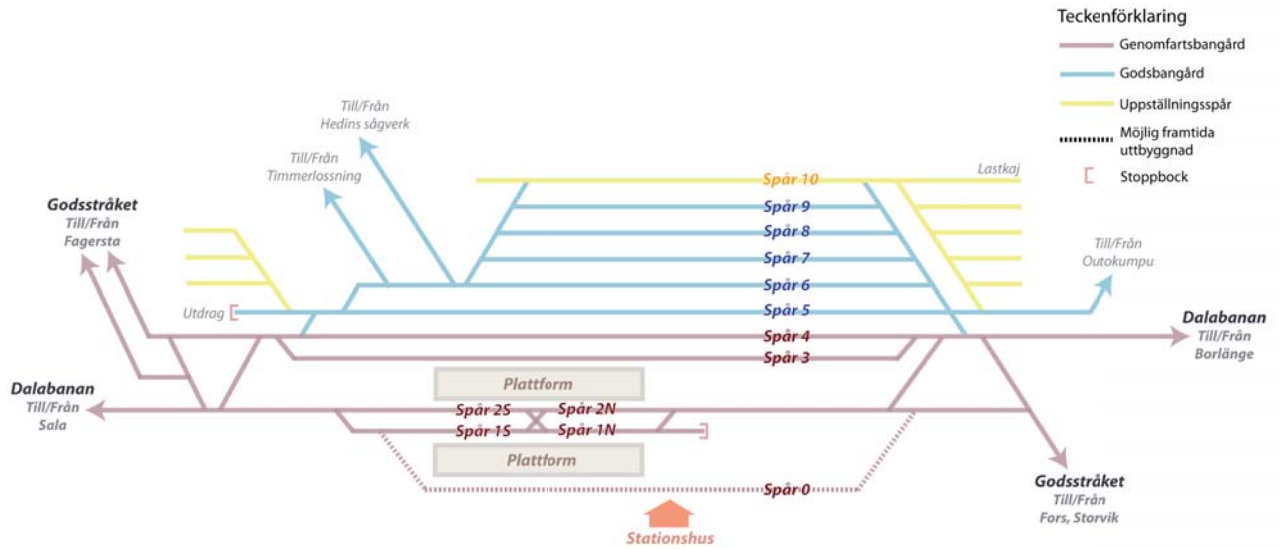 Teckenförklaring
Genomfartsbangård
Godsbangård
Uppställningsspår
Möjlig framtida
uttbyggnad
Stoppbock
Till/Från
Hedins sågverk
Till/Från
Timmerlossning
Godsstråket
Till/Från
Fagersta
Lastkaj
Spår 10
Spår 9
Spår 8
Spår 7
Spår 6
Spår 5
Spår 4
Spår 3
Till/Från
Outokumpu
Utdrag
Dalabanan
Till/Från
Borlänge
Dalabanan
Till/Från
Sala
Plattform
Spår 2S
Spår 2N
Spår 1S
Spår 1N
Plattform
Spår 0
Godsstråket
Till/Från
Fors, Storvik
Stationshus